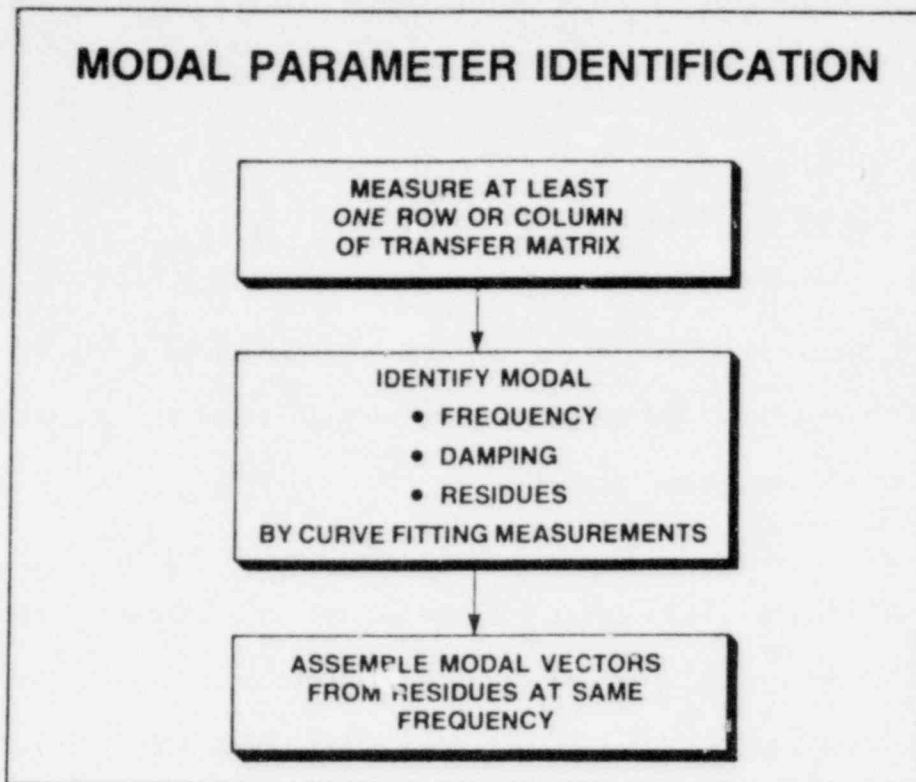 MODAL PARAMETER IDENTIFICATION
MEASURE AT LEAST
ONE ROW OR COLUMN
OF TRANSFER MATRIX
IDENTIFY MODAL
• FREQUENCY
• DAMPING
• RESIDUES
BY CURVE FITTING MEASUREMENTS
ASSEMPLE MODAL VECTORS
FROM RESIDUES AT SAME
FREQUENCY